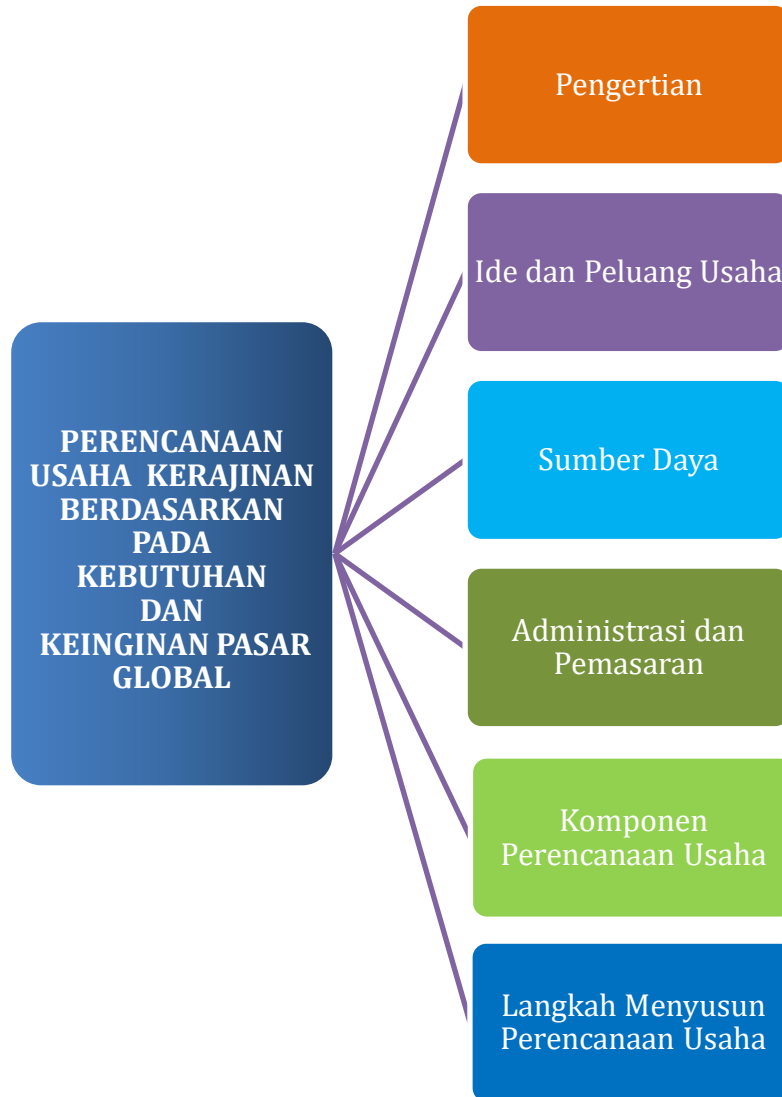 PERENCANAAN
USAHA KERAJINAN
BERDASARKAN
PADA
KEBUTUHAN
DAN
KEINGINAN PASAR
GLOBAL
Pengertian
Ide dan Peluang Usaha
Sumber Daya
Administrasi dan
Pemasaran
Komponen
Perencanaan Usaha
Langkah Menyusun
Perencanaan Usaha